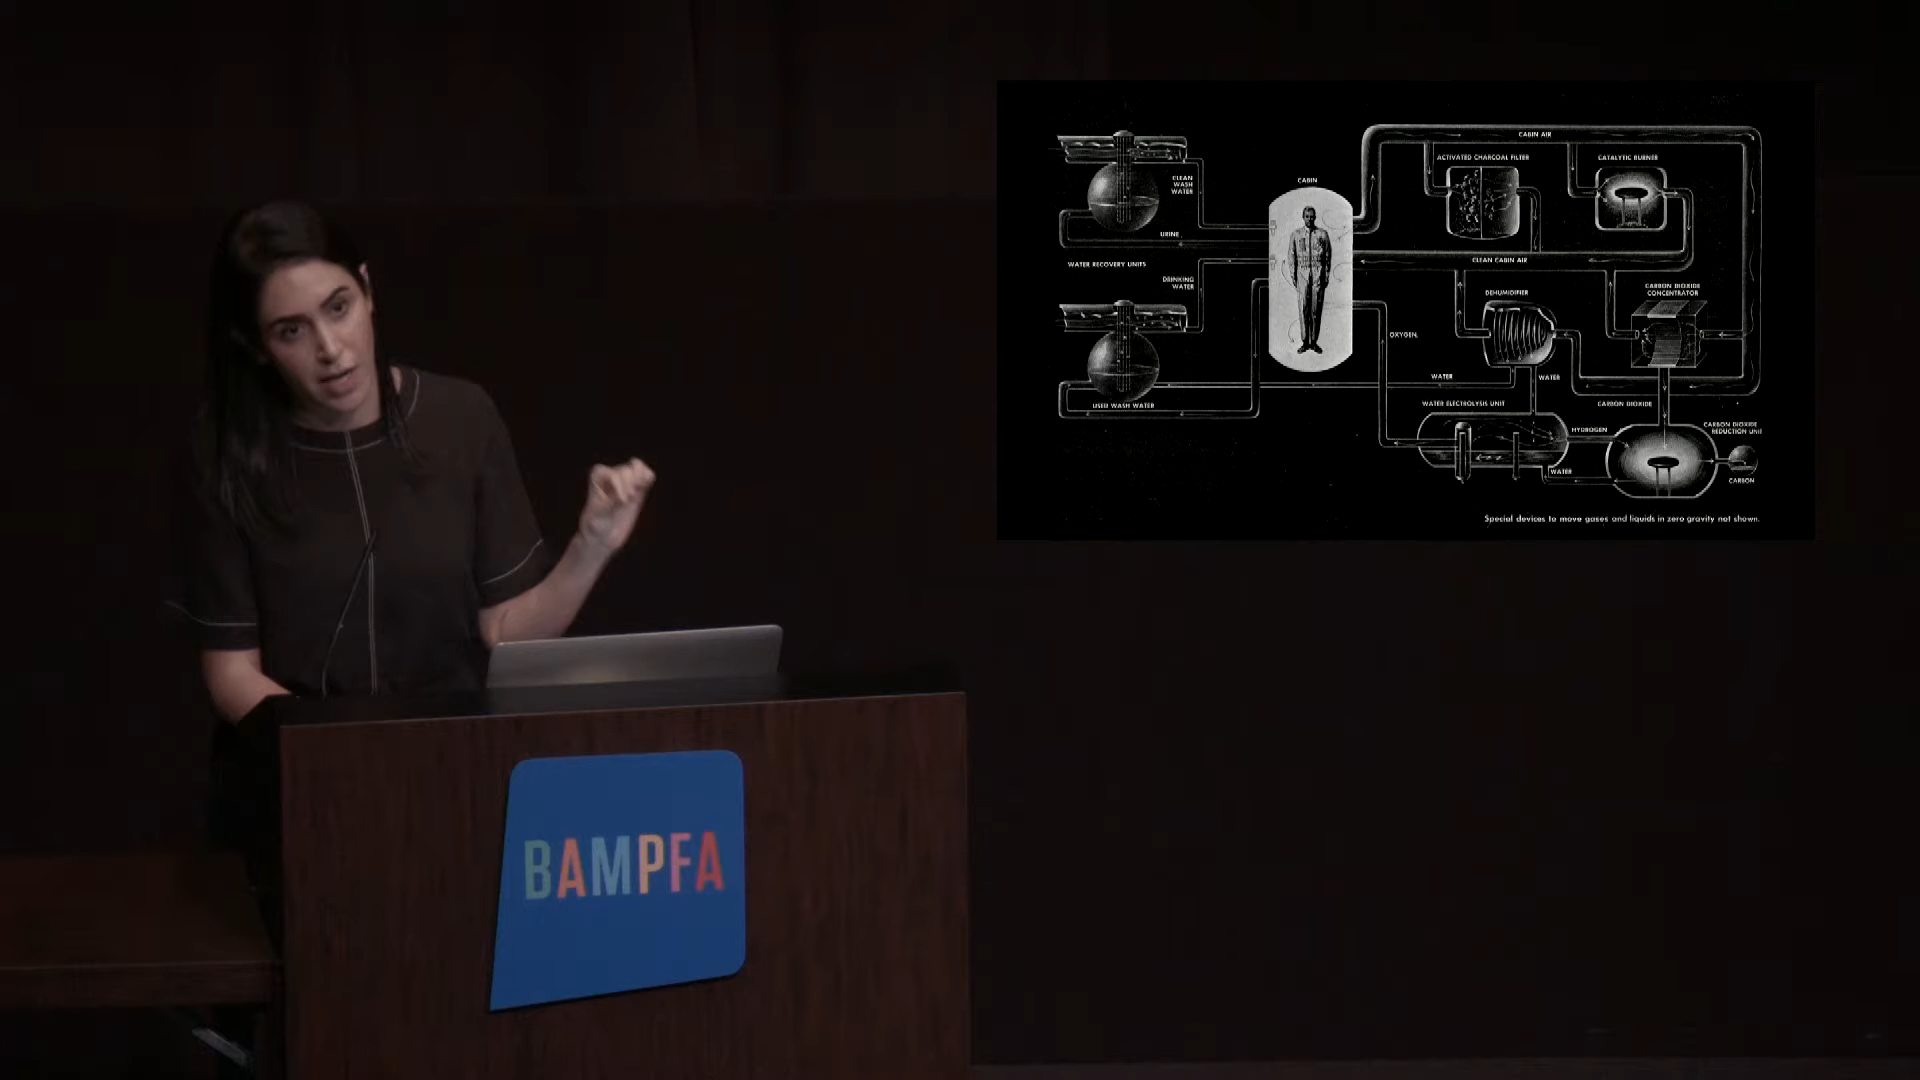 BAMPFA
CABIN AIR
ACTIVATED CHARCOAL FILTER
CATALYTIC BURNER
CLEAN
WASH
WATER
CABIN
URINE
WATER RECOVERY UNITS
CLEAN CABIN AIR
DRINKING
WATER
DEHUMIDIFIER
CARBON DIOXIDE
CONCENTRATOR
OXYGEN
WATER
WATER
USED WASH WATER
WATER ELECTROLYSIS UNIT
CARBON DIOXIDE
HYDROGEN
CARBON DIOXIDE
REDUCTION UNIT
WATER
CARBON
Special devices to move gases and liquids in zero gravity not shown.